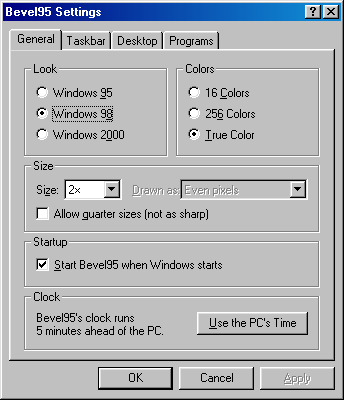 Bevel95 Settings
General Taskbar Desktop Programs
Look Colors
Windows 95 16 Colors
Windows 98 256 Colors
Windows 2000 True Color
Size
Size: 2x Drawn as: Even pixels
Allow quarter sizes (not as sharp)
Startup
Start Bevel95 when Windows starts
Clock
Bevel95's clock runs
5 minutes ahead of the PC.
Use the PC's Time
OK Cancel Apply